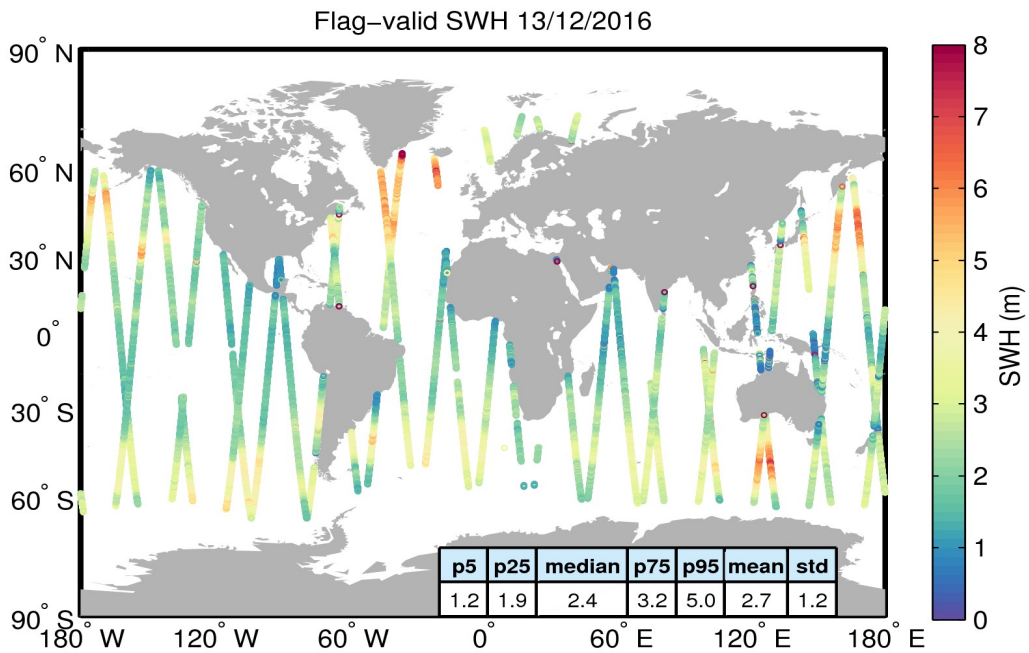 Flag−valid SWH 13/12/2016
90° N
60° N
30° N
0°
30° S
60° S
90° S
180° W
120° W
60° W
0°
60° E
120° E
180° E
p5 p25 median p75 p95 mean std
1.2 1.9 2.4 3.2 5.0 2.7 1.2
8
7
6
5
4
3
2
1
0
SWH (m)